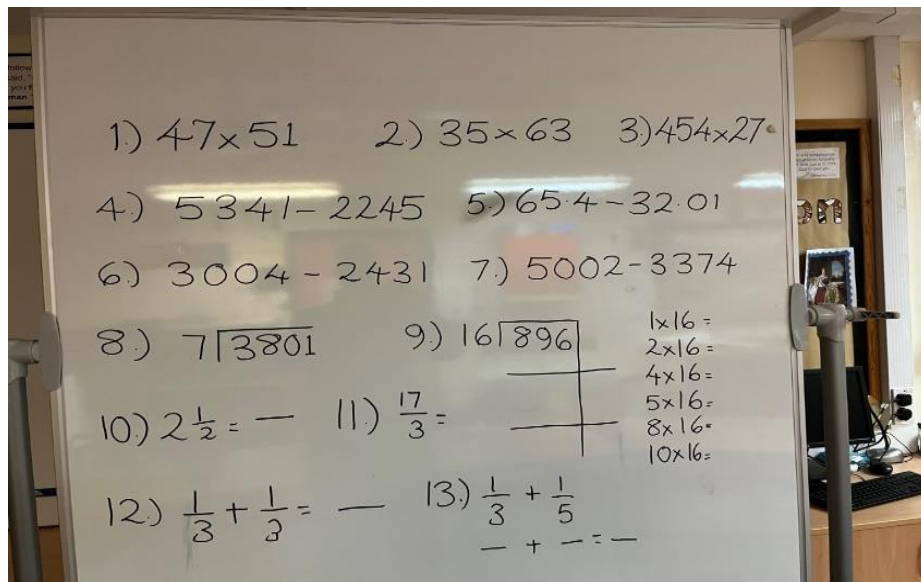 1.) 47×51 2.) 35×63 3.) 454×27
4.) 5341-2245 5.) 65.4-32.01
6.) 3004-2431 7.) 5002-3374
8.) 7⟌3801 9.) 16⟌896
1×16=
2×16=
4×16=
5×16=
8×16=
10×16=
10.) 2 1/2 = — 11.) 17/3 =
12.) 1/3 + 1/3 = — 13.) 1/3 + 1/5
— + — = —